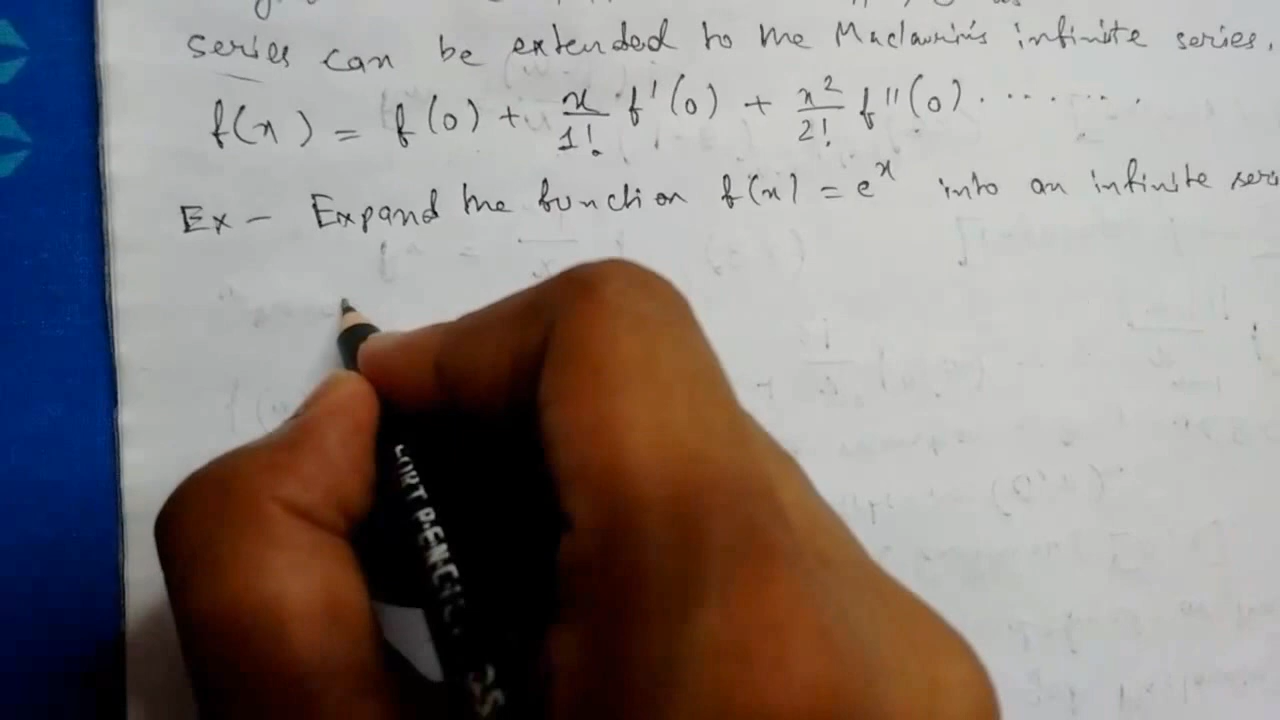 series can be extended to the Maclaurin's infinite series.
f(x) = f(0) + x/1! f'(0) + x²/2! f''(0) .......
Ex - Expand the function f(x) = e^x into an infinite seri